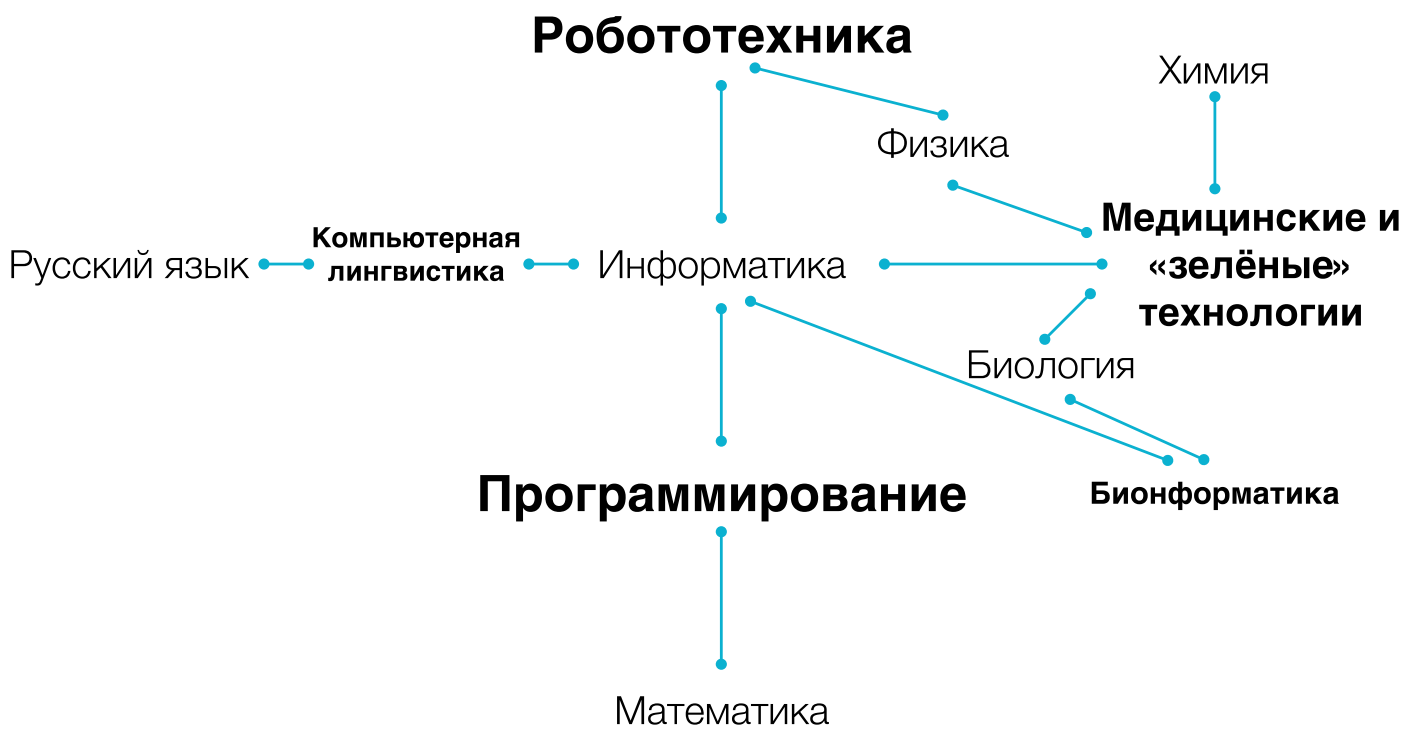 Робототехника
Химия
Физика
Медицинские и
«зелёные»
технологии
Русский язык
Компьютерная
лингвистика
Информатика
Биология
Программирование
Бионформатика
Математика